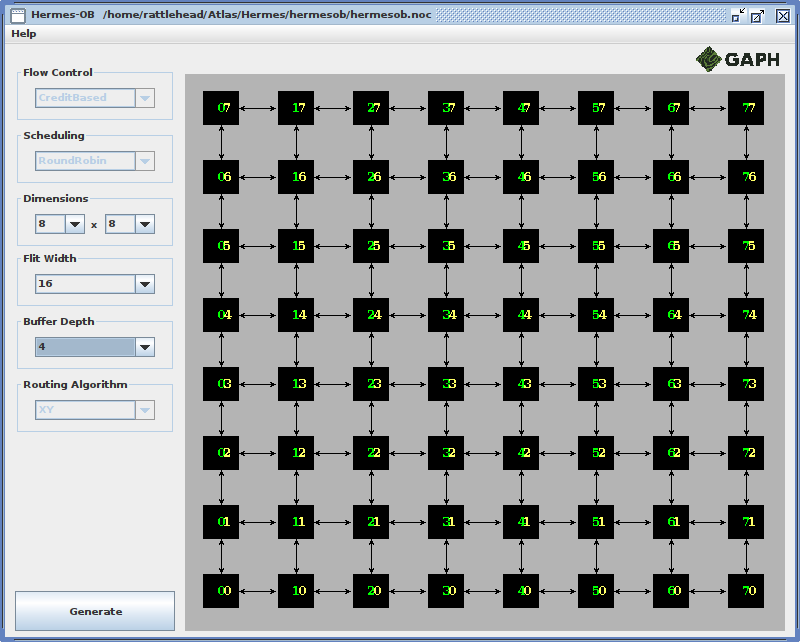 Hermes-OB /home/rattlehead/Atlas/Hermes/hermesob/hermesob.noc
Help
GAPH
Flow Control
CreditBased
Scheduling
RoundRobin
Dimensions
8 x 8
Flit Width
16
Buffer Depth
4
Routing Algorithm
XY
Generate
07 17 27 37 47 57 67 77
06 16 26 36 46 56 66 76
05 15 25 35 45 55 65 75
04 14 24 34 44 54 64 74
03 13 23 33 43 53 63 73
02 12 22 32 42 52 62 72
01 11 21 31 41 51 61 71
00 10 20 30 40 50 60 70